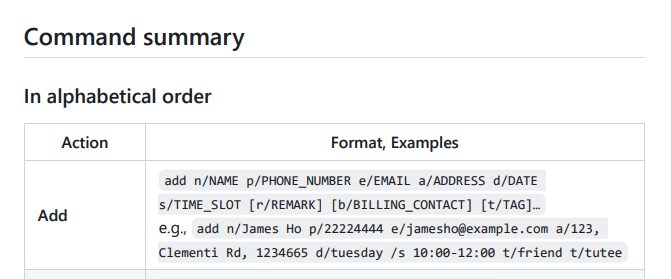 Command summary
In alphabetical order
Action Format, Examples
add n/NAME p/PHONE_NUMBER e/EMAIL a/ADDRESS d/DATE
s/TIME_SLOT [r/REMARK] [b/BILLING_CONTACT] [t/TAG]…
Add
e.g., add n/James Ho p/22224444 e/jamesho@example.com a/123,
Clementi Rd, 1234665 d/tuesday /s 10:00-12:00 t/friend t/tutee